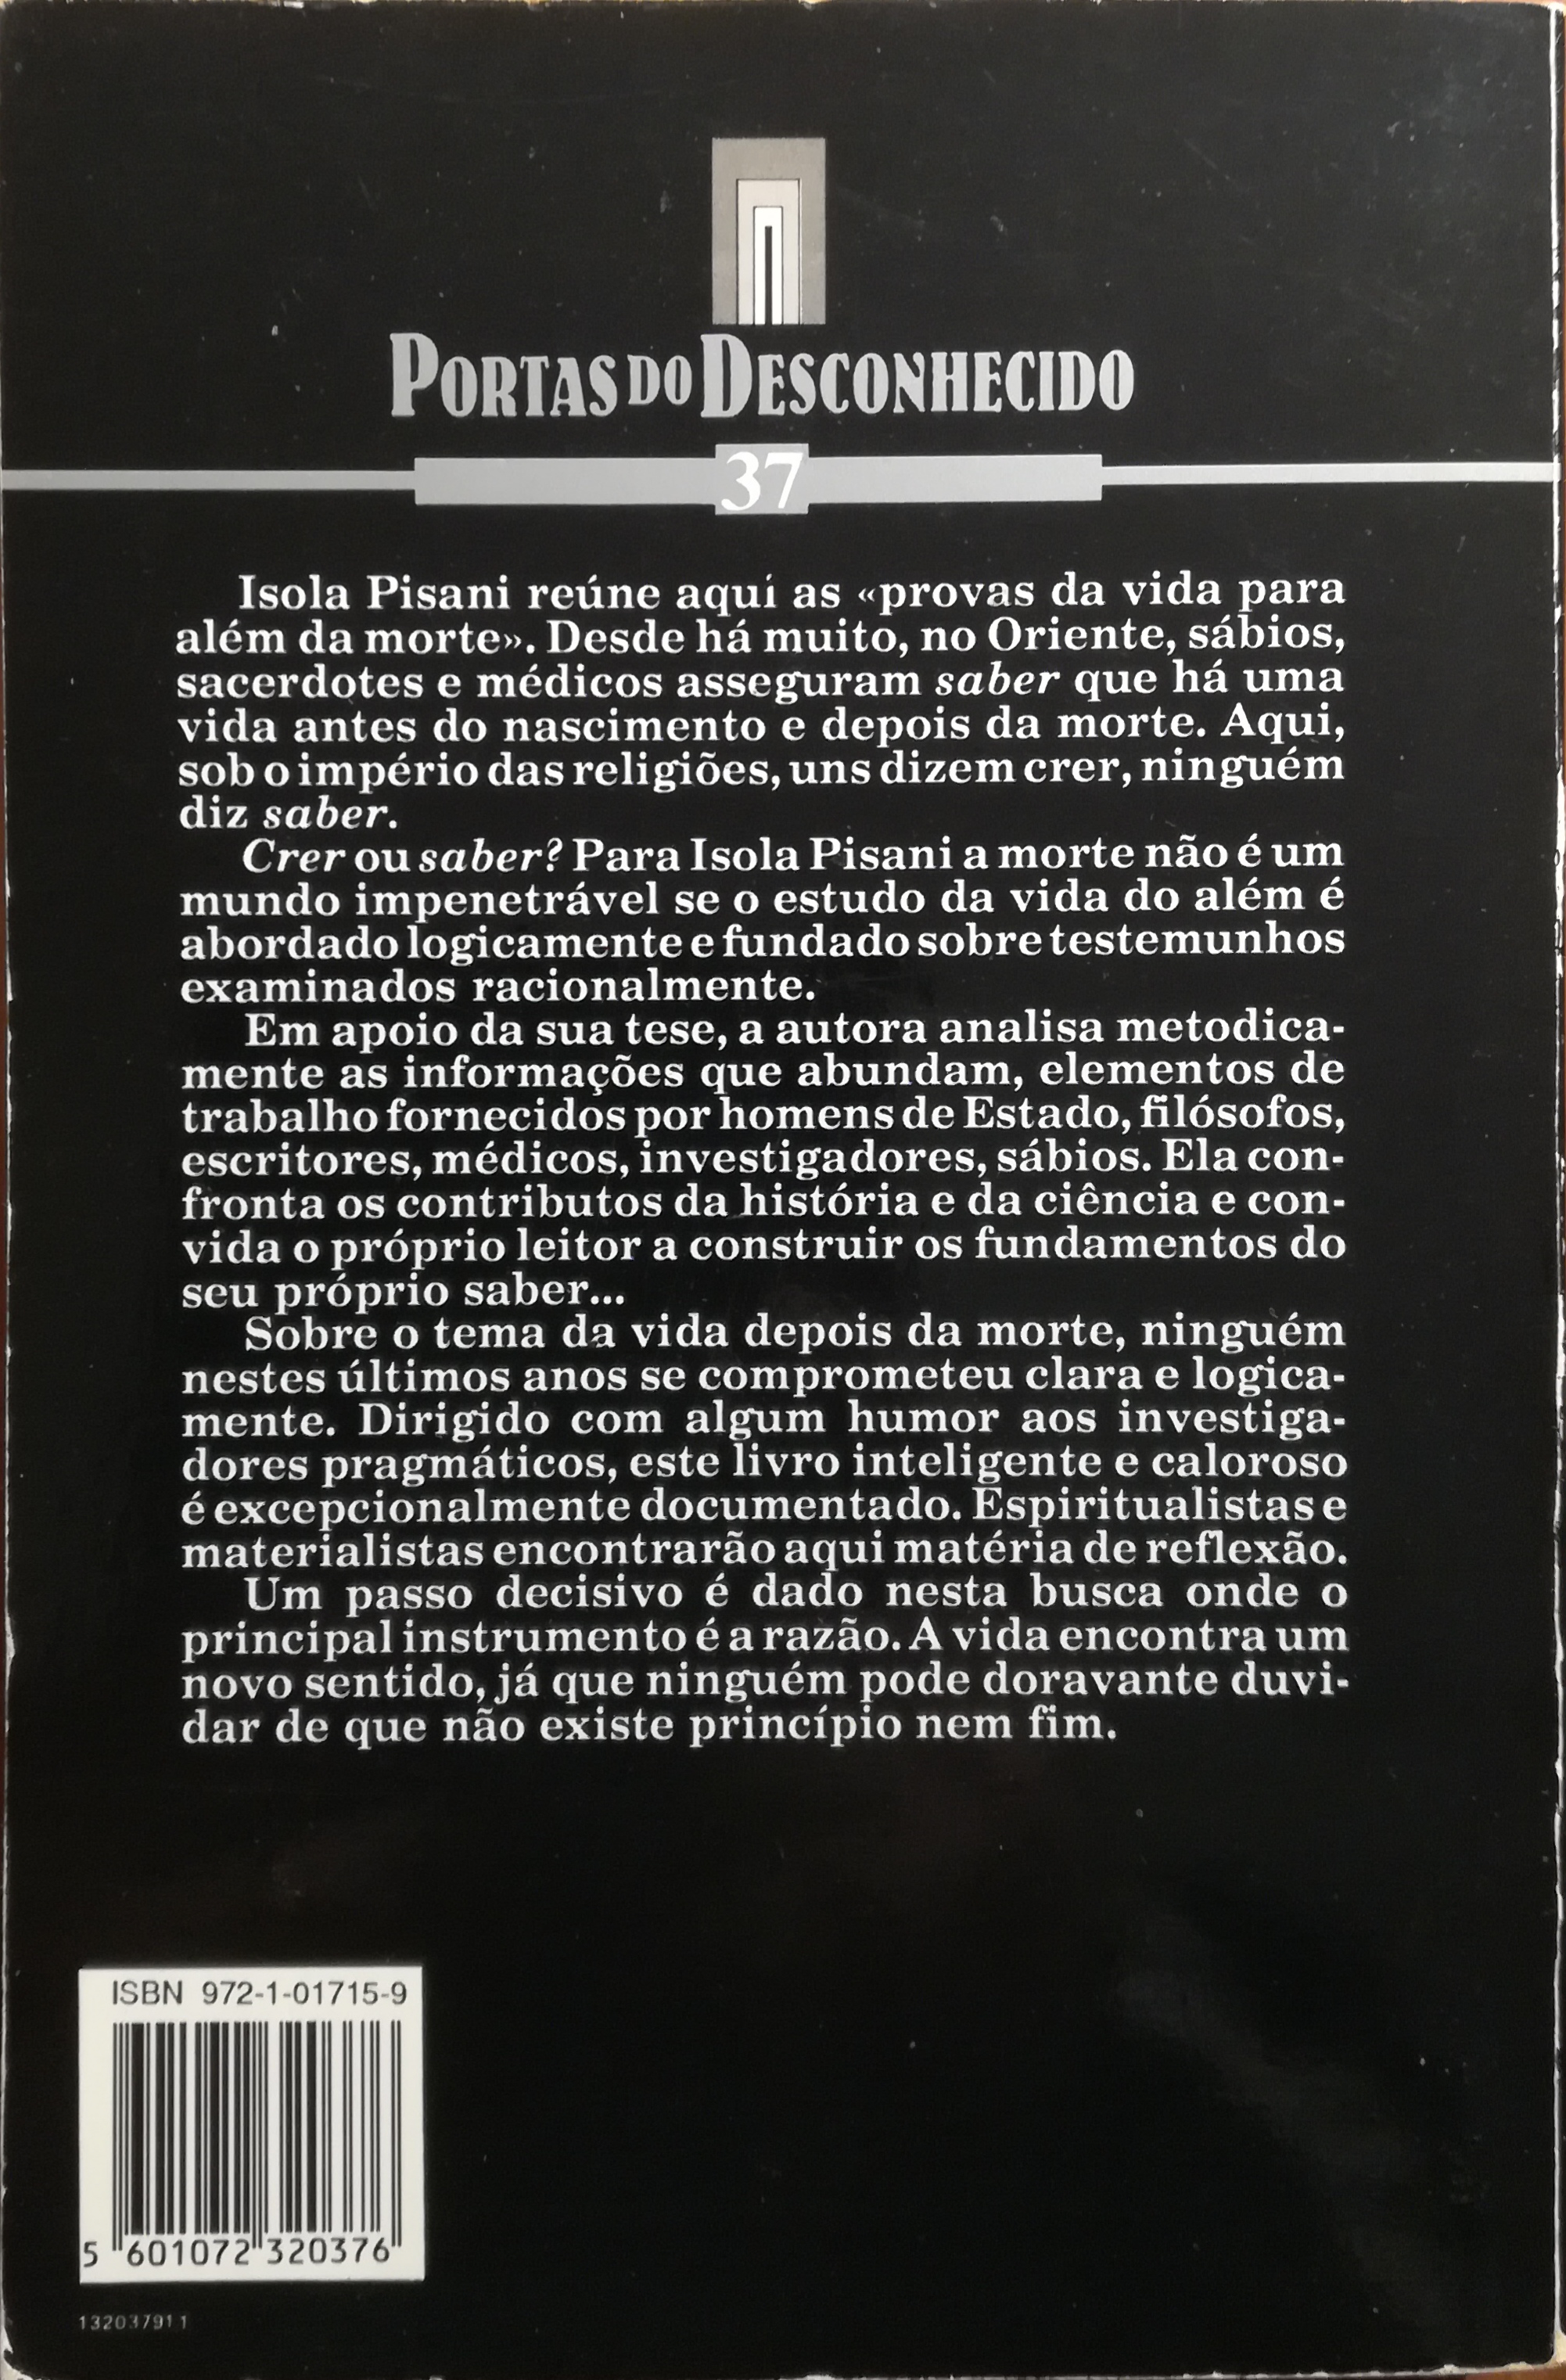 PORTAS DO DESCONHECIDO
37
Isola Pisani reúne aqui as «provas da vida para
além da morte». Desde há muito, no Oriente, sábios,
sacerdotes e médicos asseguram saber que há uma
vida antes do nascimento e depois da morte. Aqui,
sob o império das religiões, uns dizem crer, ninguém
diz saber.
Crer ou saber? Para Isola Pisani a morte não é um
mundo impenetrável se o estudo da vida do além é
abordado logicamente e fundado sobre testemunhos
examinados racionalmente.
Em apoio da sua tese, a autora analisa metodica-
mente as informações que abundam, elementos de
trabalho fornecidos por homens de Estado, filósofos,
escritores, médicos, investigadores, sábios. Ela con-
fronta os contributos da história e da ciência e con-
vida o próprio leitor a construir os fundamentos do
seu próprio saber...
Sobre o tema da vida depois da morte, ninguém
nestes últimos anos se comprometeu clara e logica-
mente. Dirigido com algum humor aos investiga-
dores pragmáticos, este livro inteligente e caloroso
é excepcionalmente documentado. Espiritualistas e
materialistas encontrarão aqui matéria de reflexão.
Um passo decisivo é dado nesta busca onde o
principal instrumento é a razão. A vida encontra um
novo sentido, já que ninguém pode doravante duvi-
dar de que não existe princípio nem fim.
ISBN 972-1-01715-9
5 601072 320376
132037911